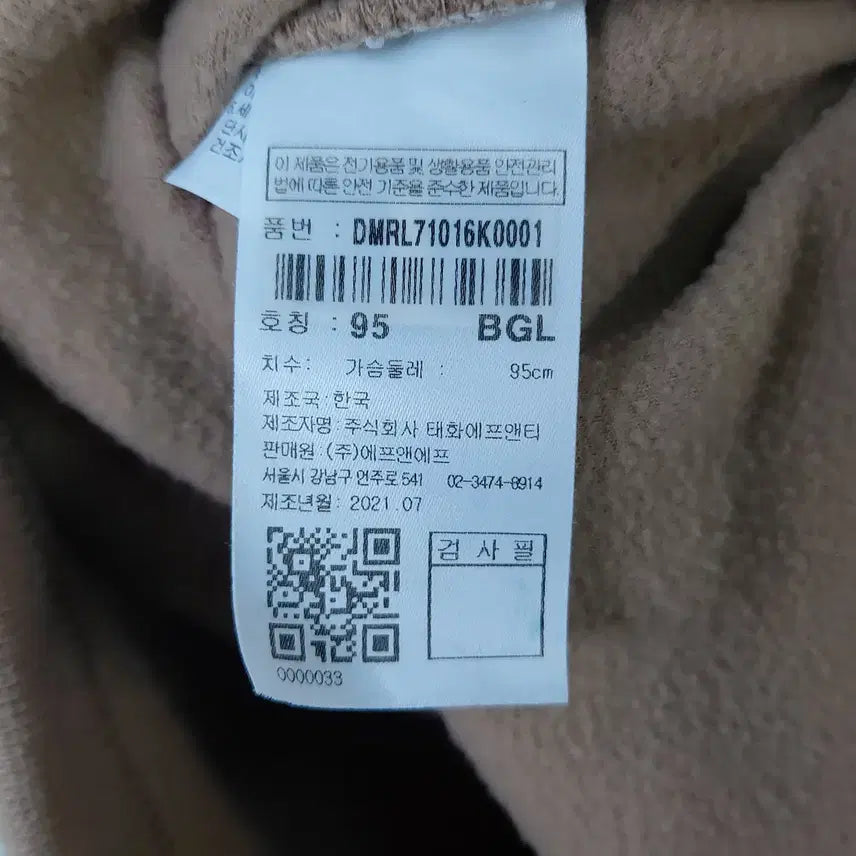 이 제품은 전기용품 및 생활용품 안전관리
법에 따른 안전 기준을 준수한 제품입니다.
품번 : DMRL71016K0001
호칭 : 95 BGL
치수: 가슴둘레 : 95cm
제조국:한국
제조자명:주식회사 태화에프앤티
판매원:(주)에프앤에프
서울시 강남구 언주로 541 02-3474-8914
제조년월: 2021.07
검 사 필
0000033